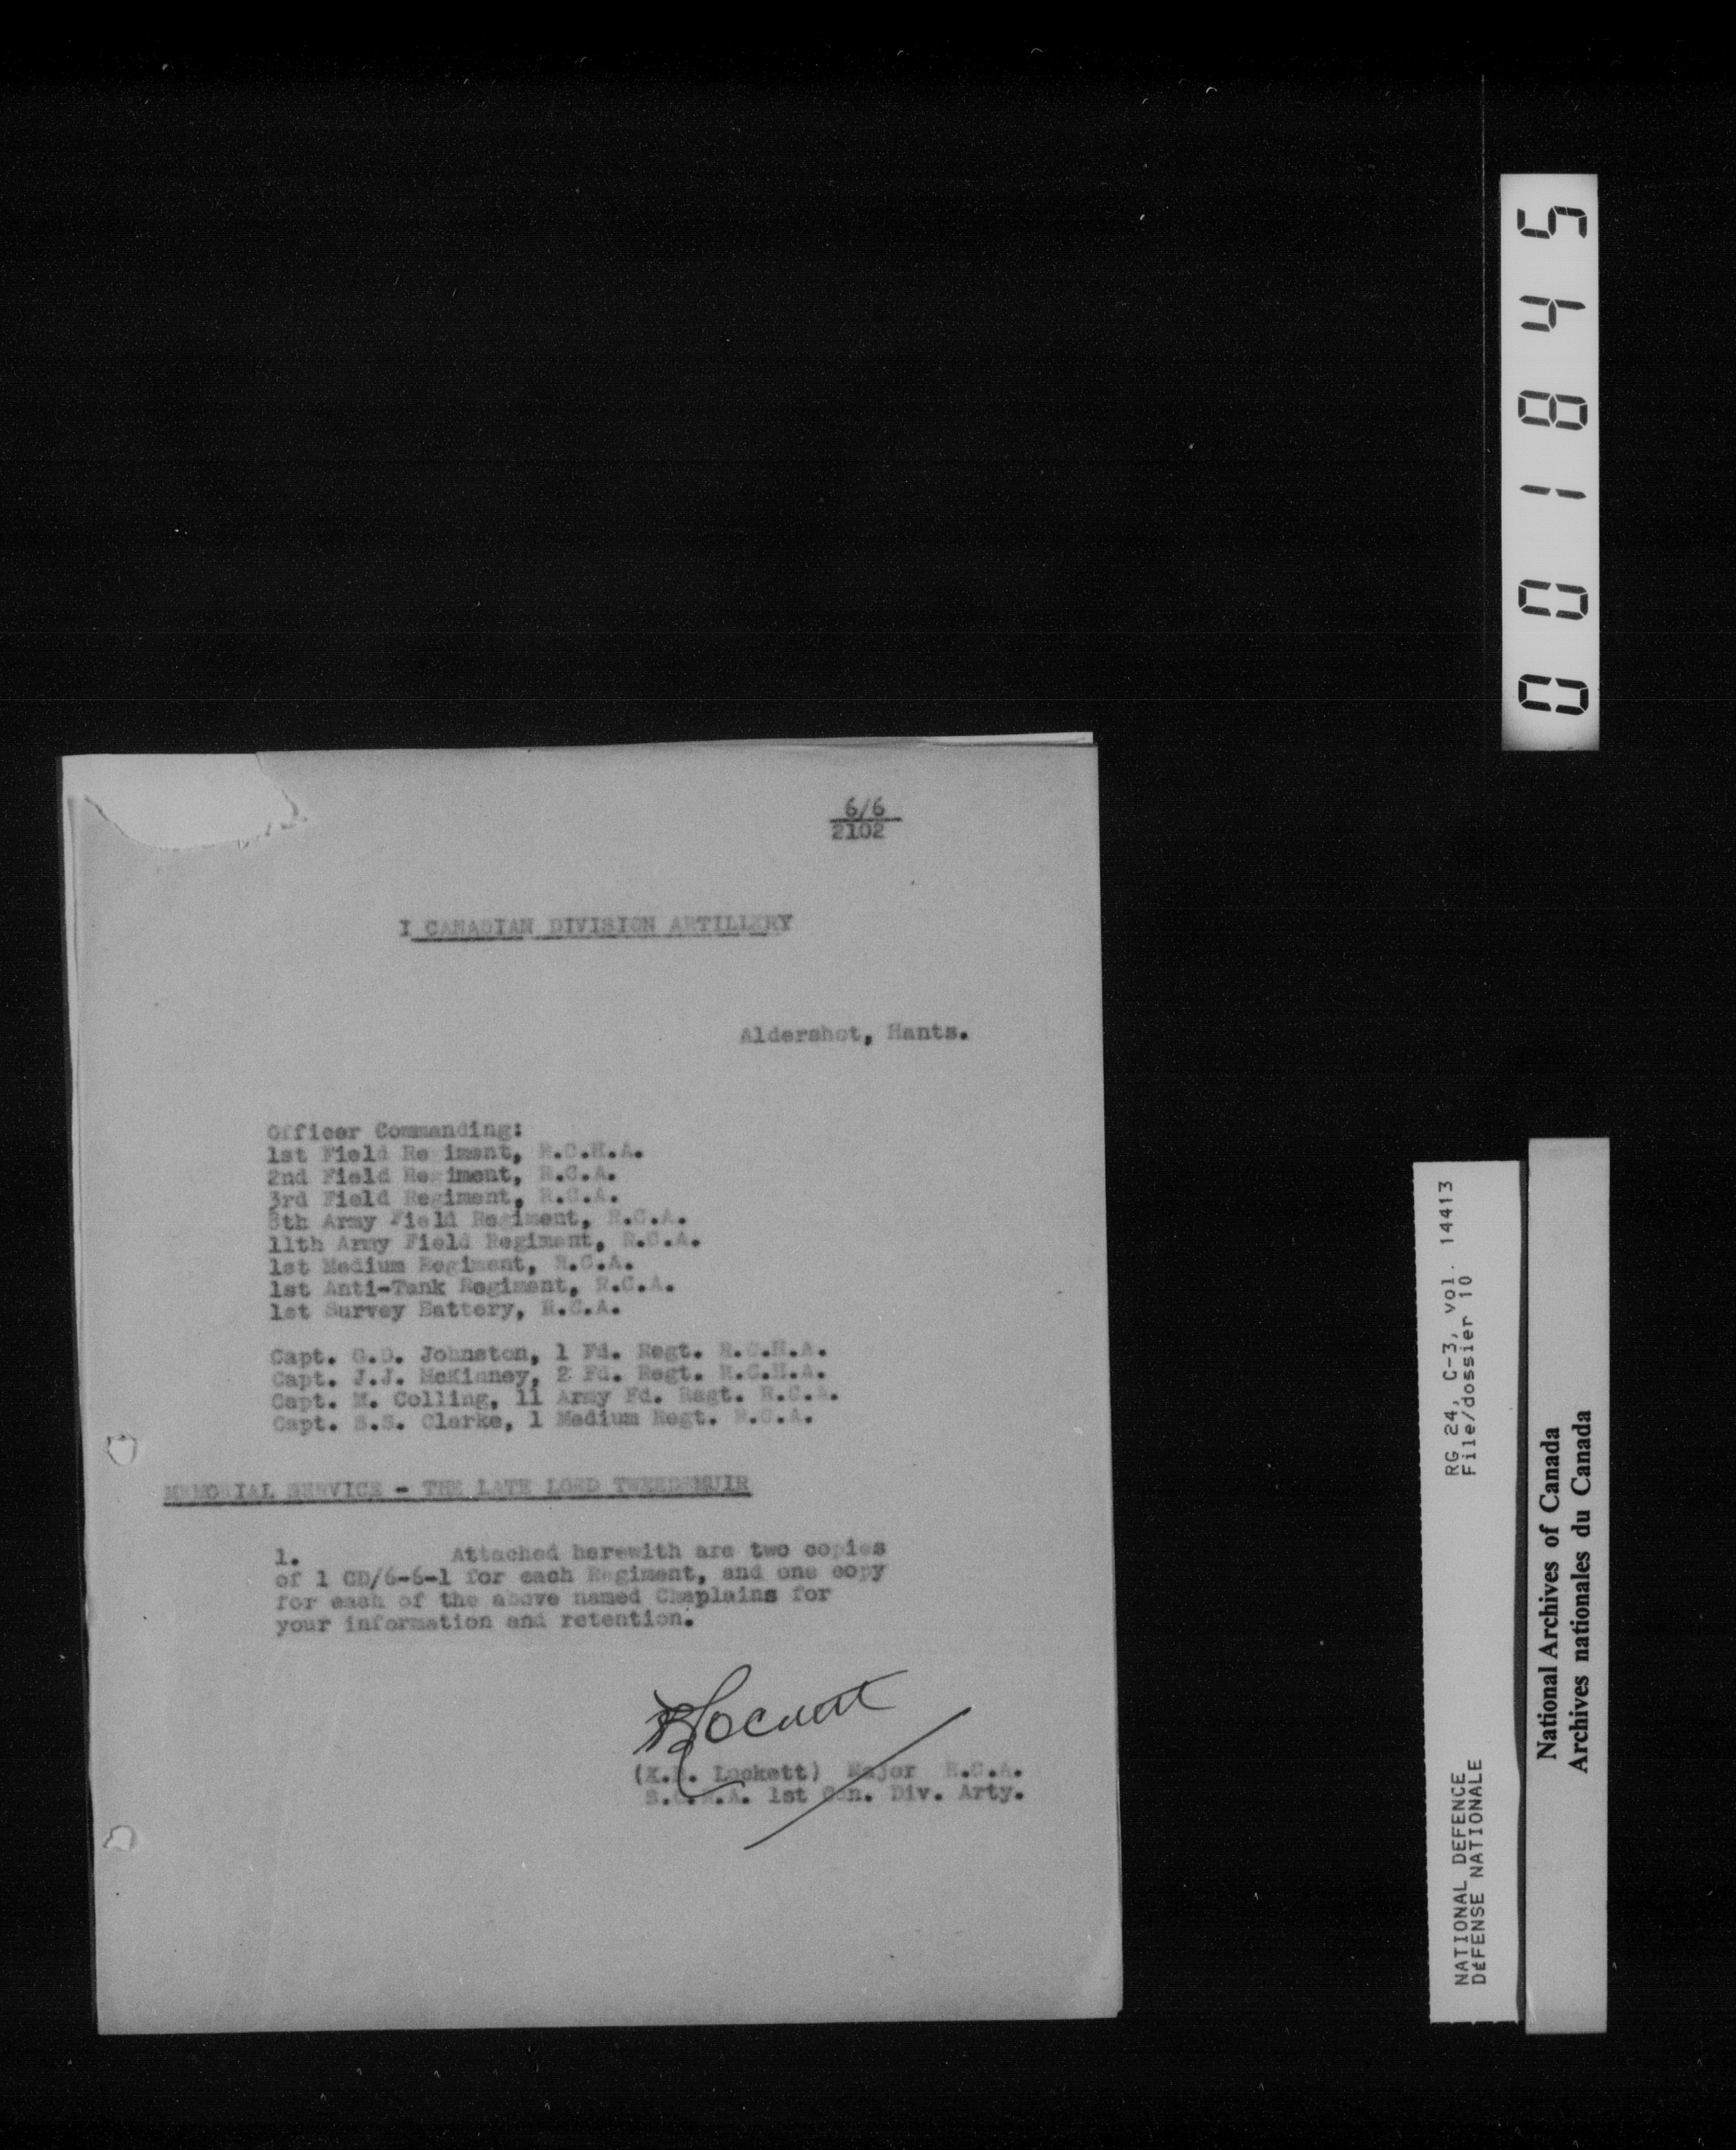 6/6
2102
I CANADIAN DIVISION ARTILLERY
Aldershot, Hants.
Officer Commanding:
1st Field Regiment, R.C.H.A.
2nd Field Regiment, R.C.A.
3rd Field Regiment, R.C.A.
8th Army Field Regiment, R.C.A.
11th Army Field Regiment, R.C.A.
1st Medium Regiment, R.C.A.
1st Anti-Tank Regiment, R.C.A.
1st Survey Battery, R.C.A.
Capt. G.D. Johnston, 1 Fd. Regt. R.C.H.A.
Capt. J.J. McKinney, 2 Fd. Regt. R.C.H.A.
Capt. M. Colling, 11 Army Fd. Regt. R.C.A.
Capt. S.S. Clarke, 1 Medium Regt. R.C.A.
MEMORIAL SERVICE - THE LATE LORD TWEEDSMUIR
1. Attached herewith are two copies
of 1 CD/6-6-1 for each Regiment, and one copy
for each of the above named Chaplains for
your information and retention.
Lockett) Major R.C.A.
S.C.R.A. 1st Can. Div. Arty.
001845
RG 24, C-3, vol. 14413
File/dossier 10
NATIONAL DEFENCE
DÉFENSE NATIONALE
National Archives of Canada
Archives nationales du Canada